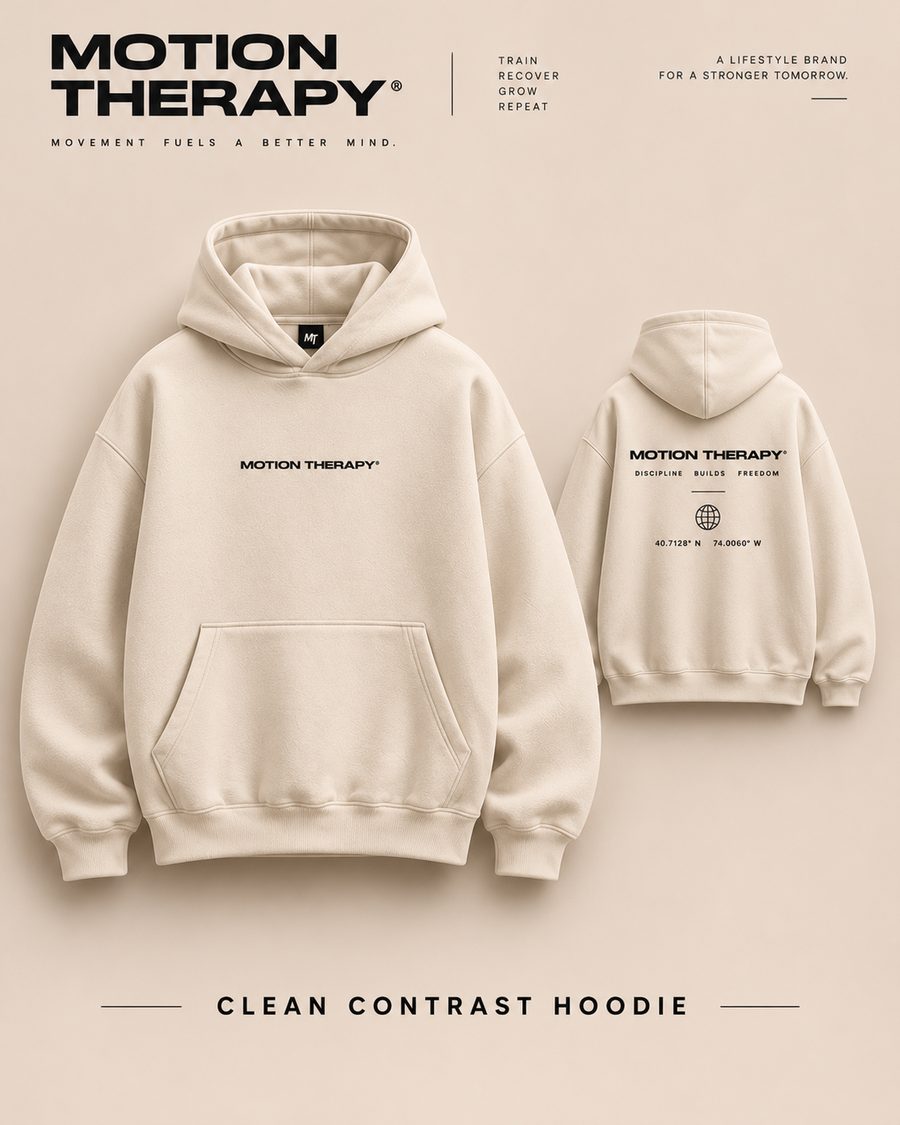 MOTION
THERAPY®
MOVEMENT FUELS A BETTER MIND.
TRAIN
RECOVER
GROW
REPEAT
A LIFESTYLE BRAND
FOR A STRONGER TOMORROW.
MT
MOTION THERAPY®
MOTION THERAPY®
DISCIPLINE BUILDS FREEDOM
40.7128° N 74.0060° W
CLEAN CONTRAST HOODIE